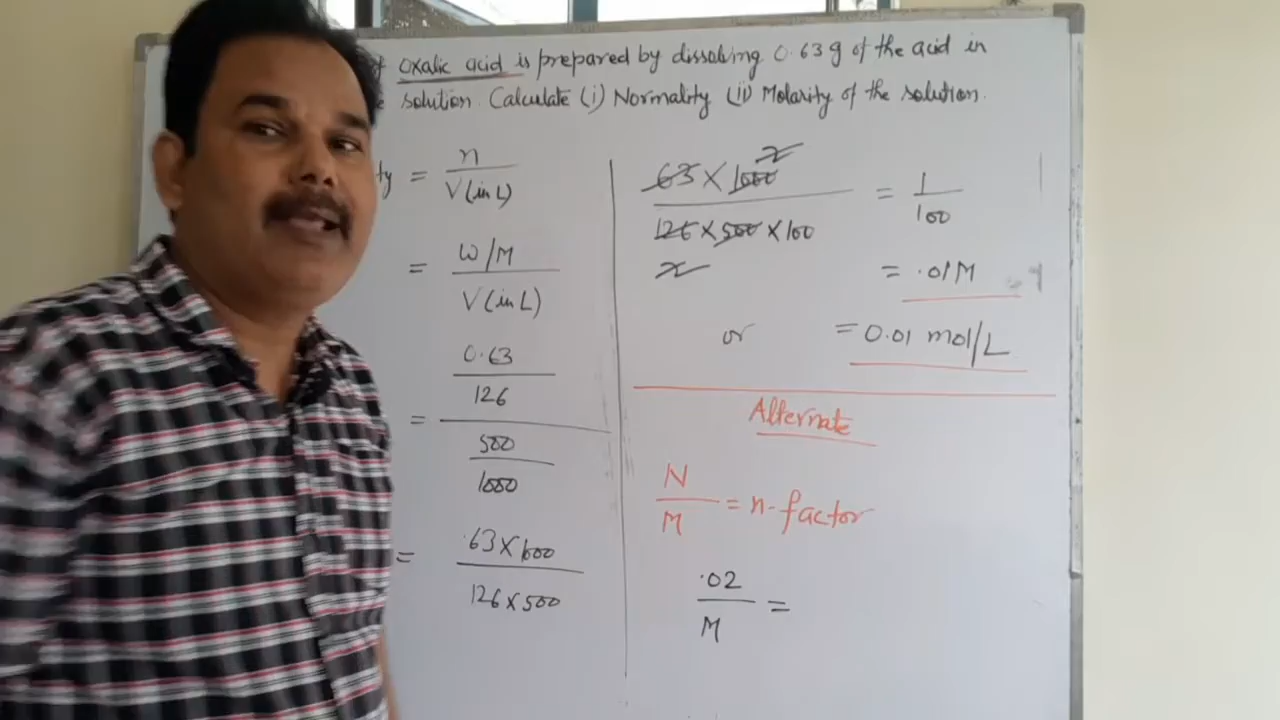 oxalic acid is prepared by dissolving 0.63 g of the acid in
solution. Calculate (i) Normality (ii) Molarity of the solution.
= n / V (in L)
= W/M / V (in L)
= 0.63 / 126 / 500 / 1000
= .63 X 1000 / 126 X 500
63 X 1000 2 / 126 X 500 X 100 2 = 1 / 100
= .01 M
or = 0.01 mol/L
Alternate
N / M = n-factor
.02 / M =